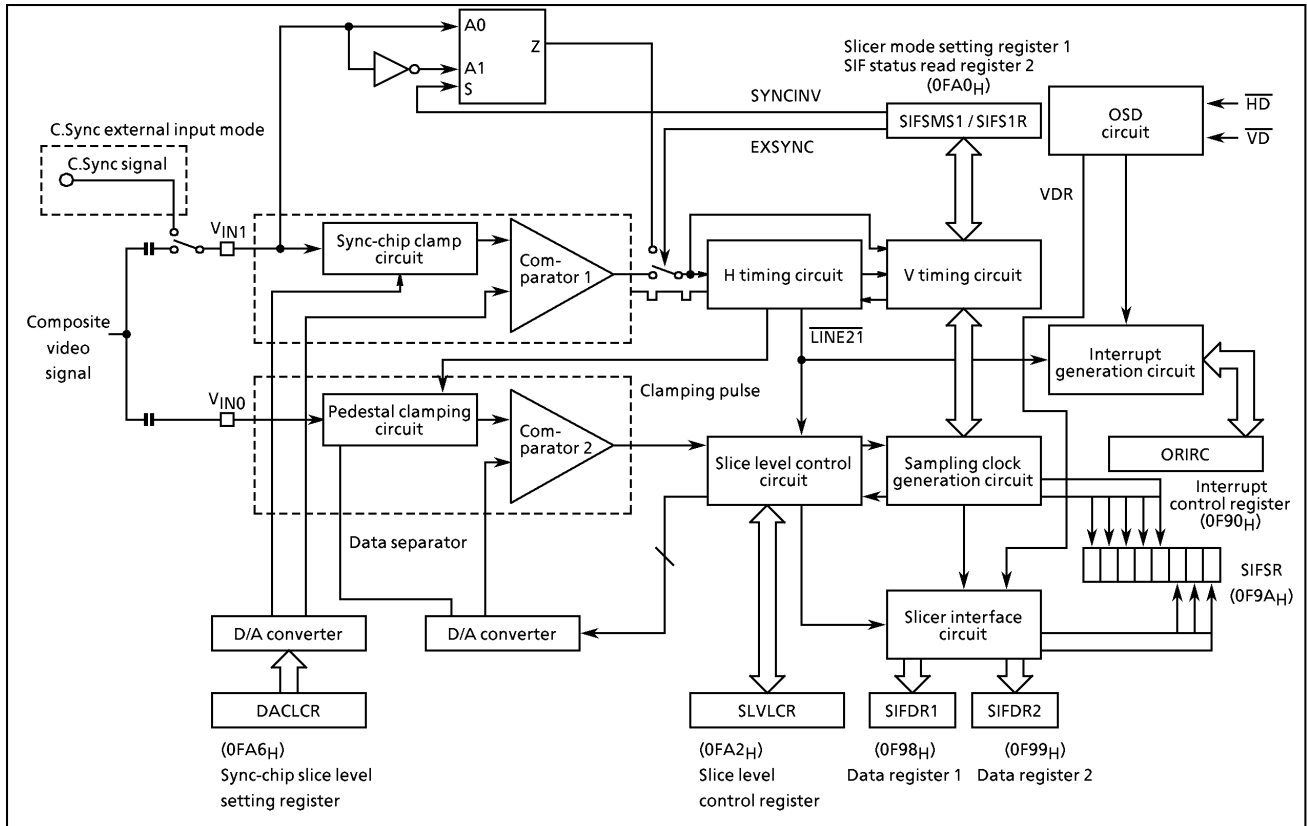 A0
Z
A1
S
Slicer mode setting register 1
SIF status read register 2
(0FA0H)
SYNCINV
SIFSMS1 / SIFS1R
EXSYNC
OSD
circuit
HD
VD
VDR
C.Sync external input mode
C.Sync signal
VIN1
Sync-chip clamp
circuit
Com-
parator 1
H timing circuit
V timing circuit
LINE21
Composite
video
signal
Interrupt
generation circuit
VIN0
Pedestal clamping
circuit
Com-
parator 2
Clamping pulse
Slice level control
circuit
Sampling clock
generation circuit
ORIRC
Interrupt
control register
(0F90H)
Data separator
SIFSR
(0F9AH)
D/A converter
D/A converter
Slicer interface
circuit
DACLCR
SLVLCR
SIFDR1
SIFDR2
(0FA6H)
Sync-chip slice level
setting register
(0FA2H)
Slice level
control register
(0F98H)
Data register 1
(0F99H)
Data register 2